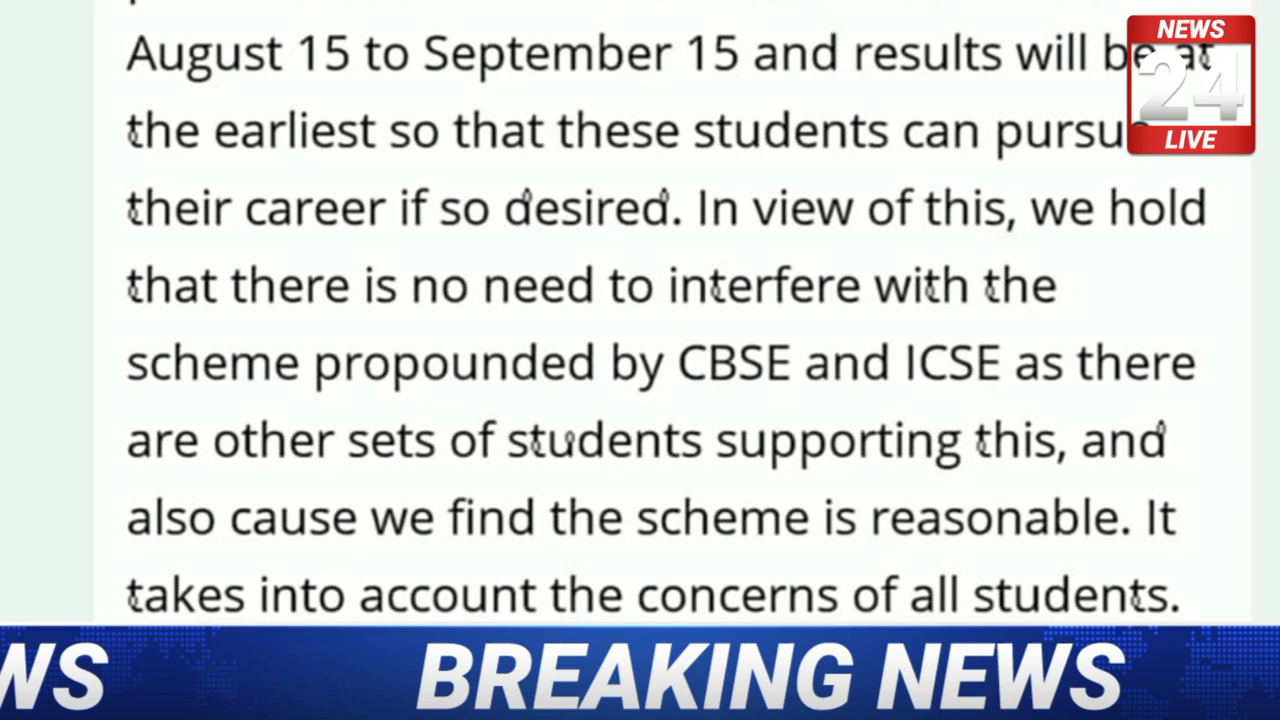 August 15 to September 15 and results will be at
the earliest so that these students can pursue
their career if so desired. In view of this, we hold
that there is no need to interfere with the
scheme propounded by CBSE and ICSE as there
are other sets of students supporting this, and
also cause we find the scheme is reasonable. It
takes into account the concerns of all students.
NEWS
24
LIVE
WS
BREAKING NEWS